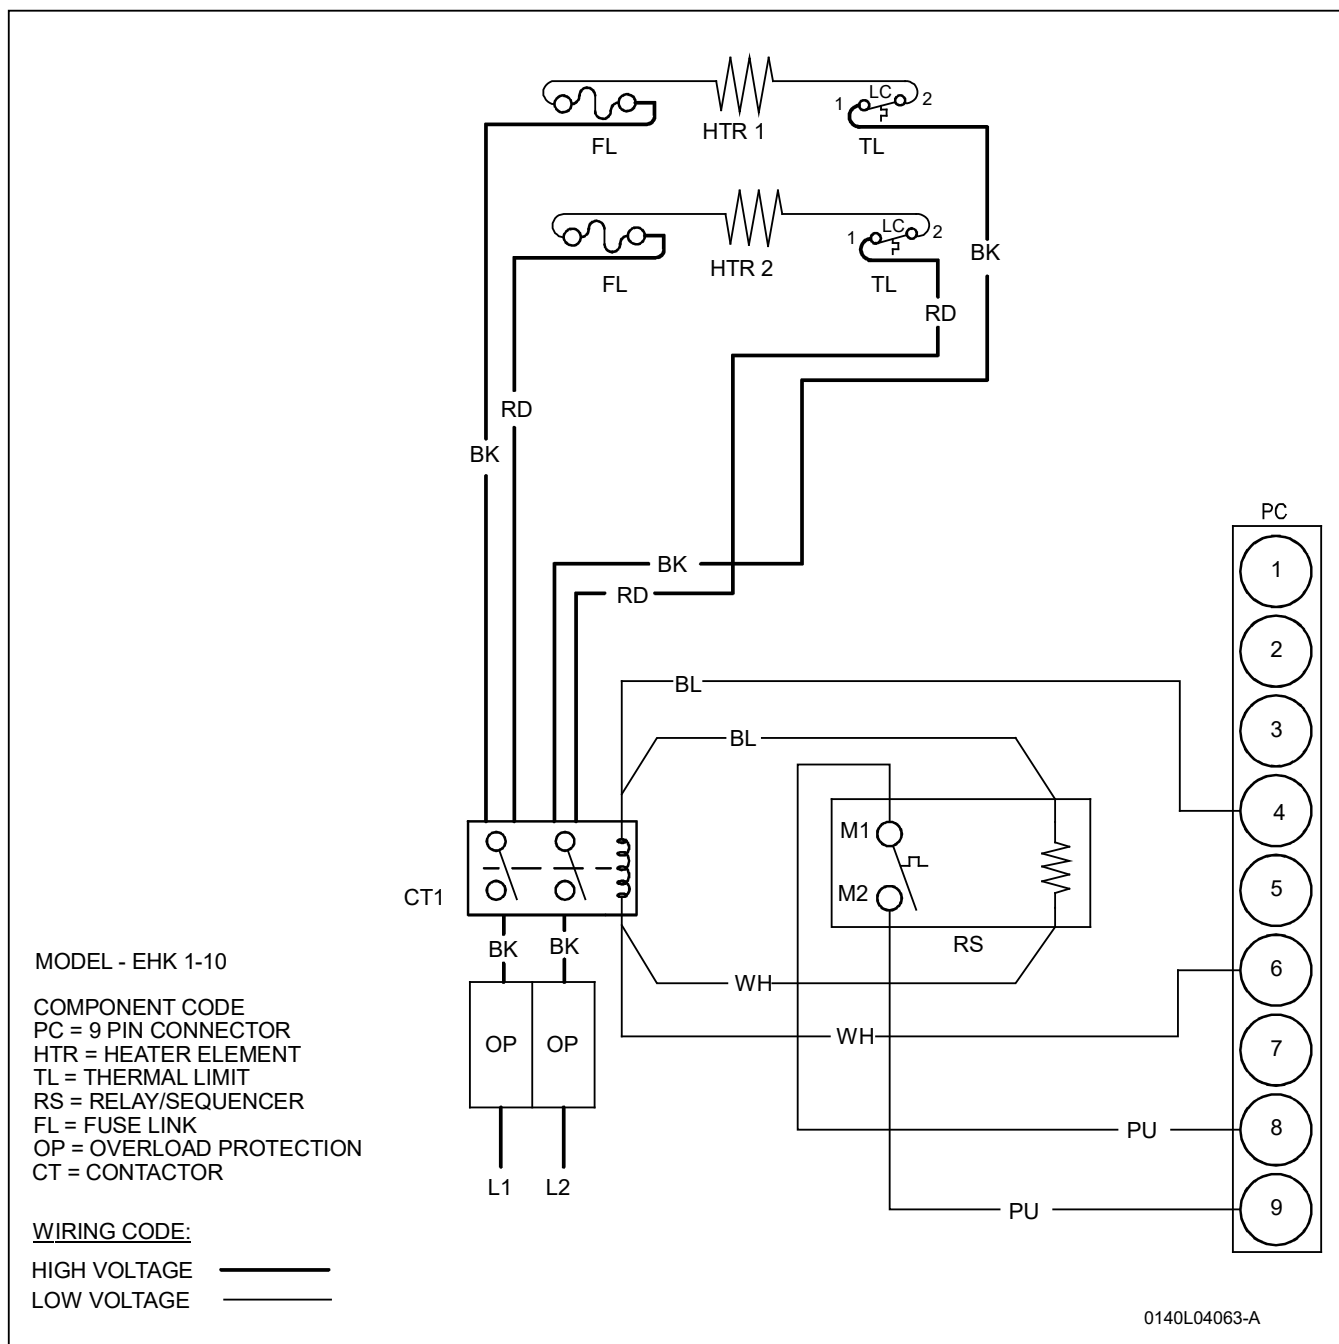 1 LC 2
HTR 1
FL
TL
1 LC 2
BK
HTR 2
FL
TL
RD
RD
BK
PC
BK
1
RD
2
BL
3
BL
4
M1
5
M2
CT1
RS
BK BK
MODEL - EHK 1-10
6
WH
COMPONENT CODE
PC = 9 PIN CONNECTOR
HTR = HEATER ELEMENT
TL = THERMAL LIMIT
RS = RELAY/SEQUENCER
FL = FUSE LINK
OP = OVERLOAD PROTECTION
CT = CONTACTOR
OP OP
WH
7
PU
8
L1 L2
PU
9
WIRING CODE:
HIGH VOLTAGE
LOW VOLTAGE
0140L04063-A